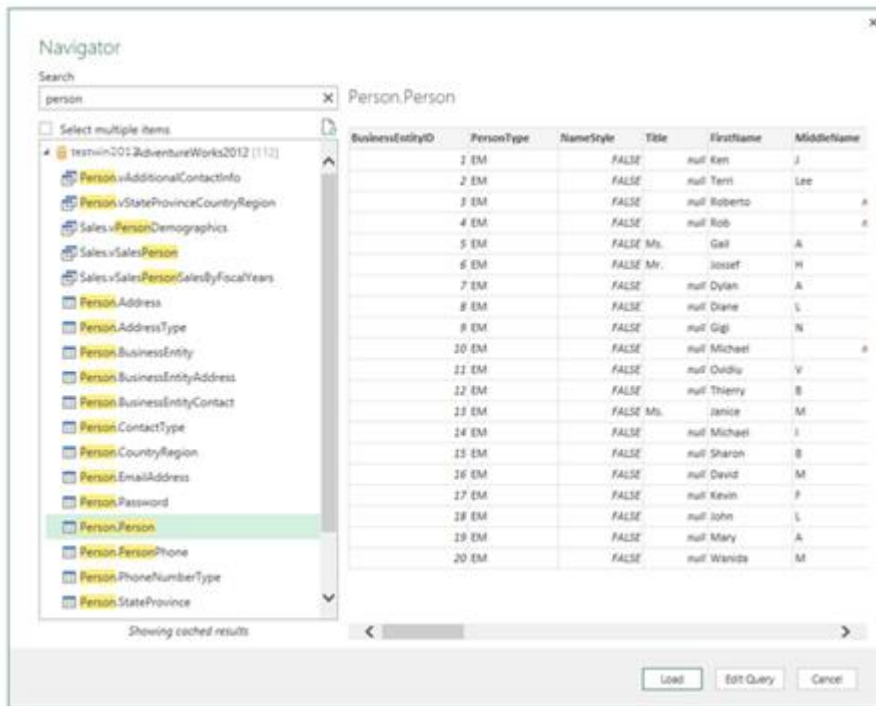 Navigator
Search
person
Person.Person
Select multiple items
testwin2012:AdventureWorks2012 [112]
Person.vAdditionalContactInfo
Person.vStateProvinceCountryRegion
Sales.vPersonDemographics
Sales.vSalesPerson
Sales.vSalesPersonSalesByFiscalYears
Person.Address
Person.AddressType
Person.BusinessEntity
Person.BusinessEntityAddress
Person.BusinessEntityContact
Person.ContactType
Person.CountryRegion
Person.EmailAddress
Person.Password
Person.Person
Person.PersonPhone
Person.PhoneNumberType
Person.StateProvince
Showing cached results
BusinessEntityID PersonType NameStyle Title FirstName MiddleName
1 EM FALSE null Ken J
2 EM FALSE null Terri Lee
3 EM FALSE null Roberto
4 EM FALSE null Rob
5 EM FALSE Ms. Gail A
6 EM FALSE Mr. Jossef H
7 EM FALSE null Dylan A
8 EM FALSE null Diane L
9 EM FALSE null Gigi N
10 EM FALSE null Michael
11 EM FALSE null Ovidiu V
12 EM FALSE null Thierry B
13 EM FALSE Ms. Janice M
14 EM FALSE null Michael I
15 EM FALSE null Sharon B
16 EM FALSE null David M
17 EM FALSE null Kevin F
18 EM FALSE null John L
19 EM FALSE null Mary A
20 EM FALSE null Wanida M
Load Edit Query Cancel